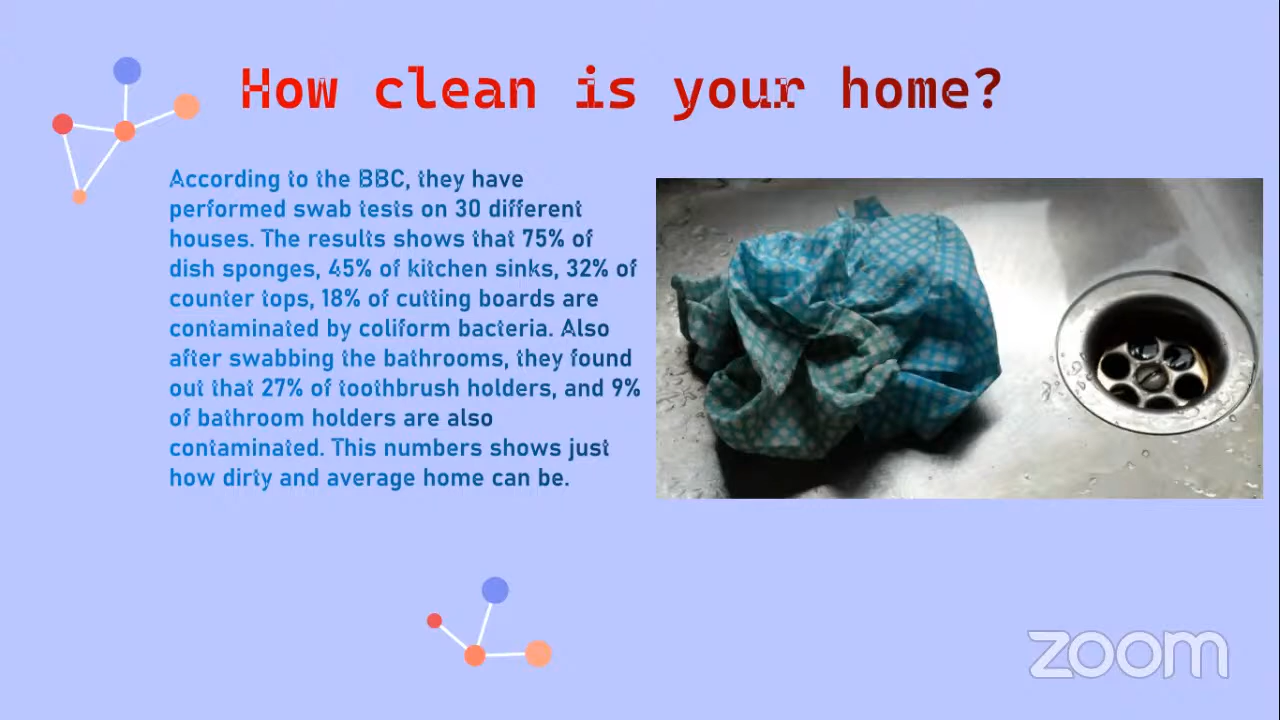 How clean is your home?
According to the BBC, they have
performed swab tests on 30 different
houses. The results shows that 75% of
dish sponges, 45% of kitchen sinks, 32% of
counter tops, 18% of cutting boards are
contaminated by coliform bacteria. Also
after swabbing the bathrooms, they found
out that 27% of toothbrush holders, and 9%
of bathroom holders are also
contaminated. This numbers shows just
how dirty and average home can be.
zoom